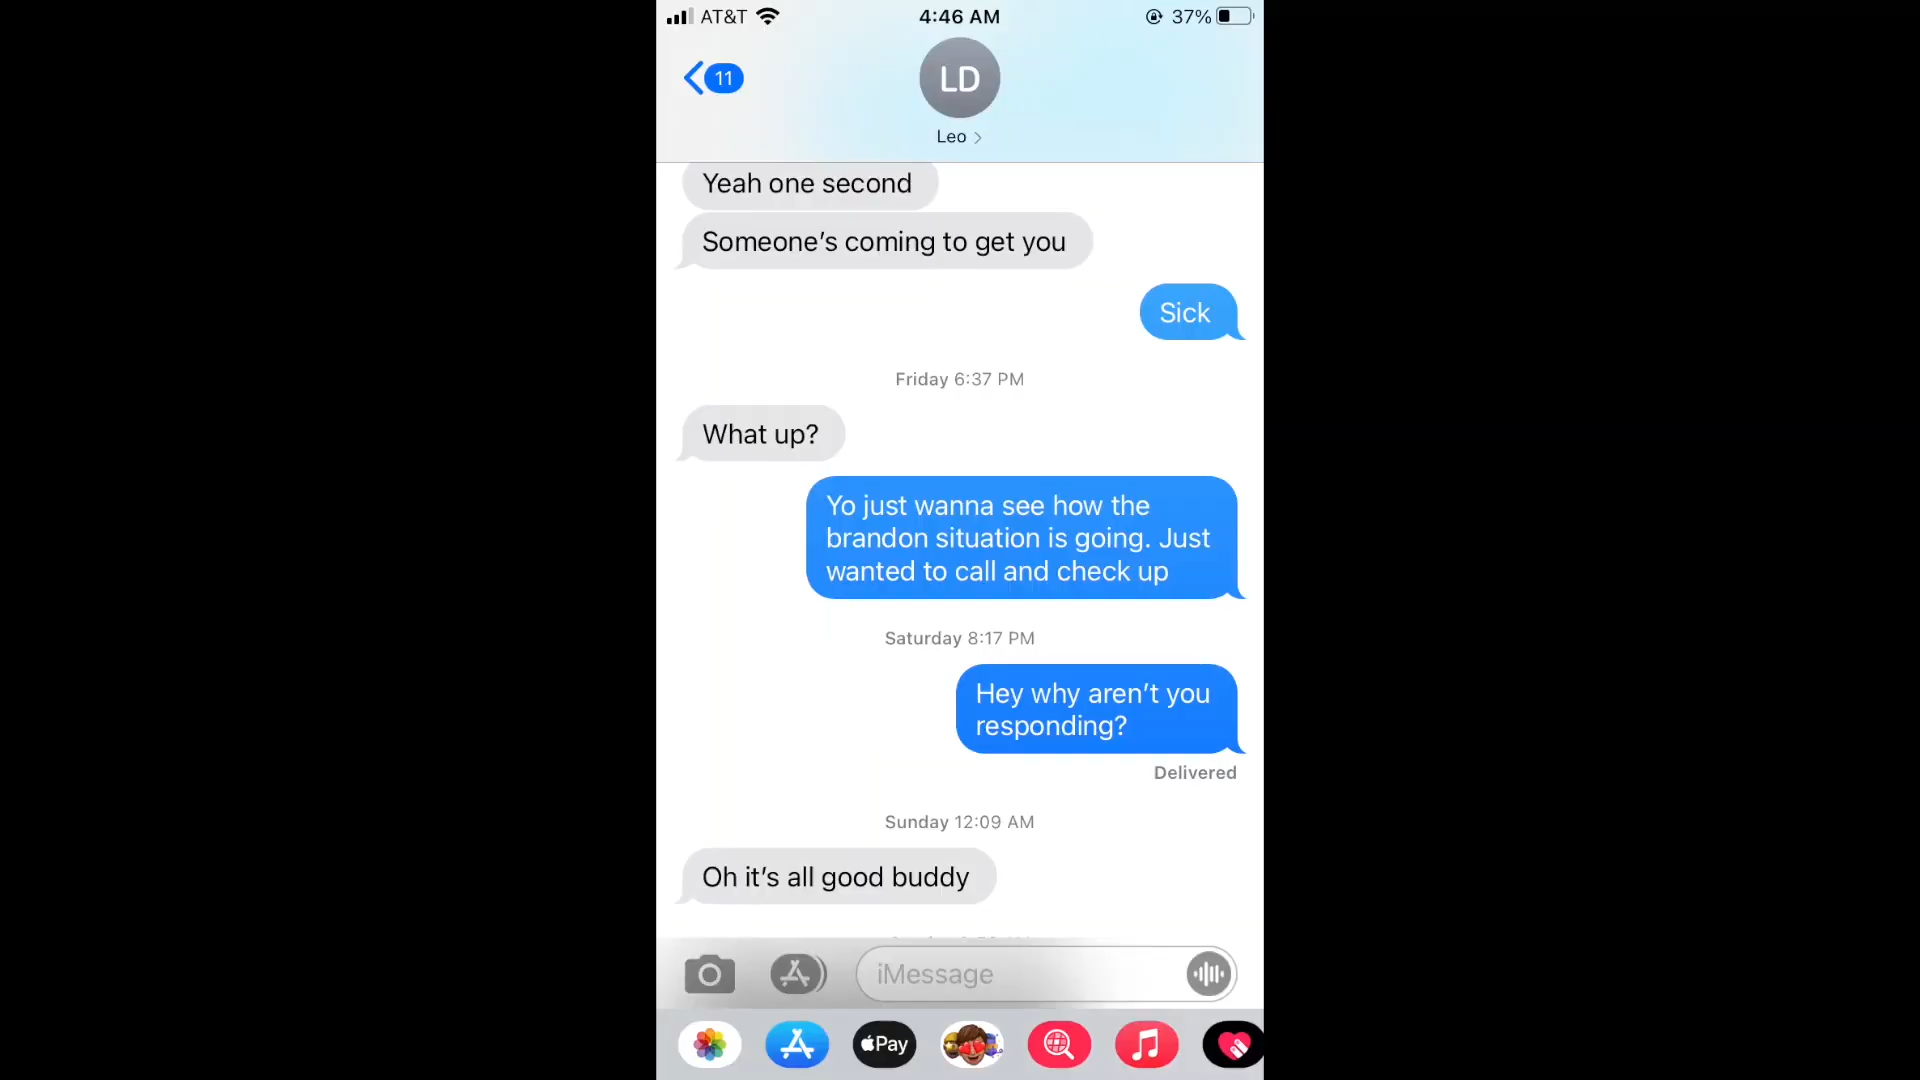 AT&T 4:46 AM 37%
11
LD
Leo
Yeah one second
Someone’s coming to get you
Sick
Friday 6:37 PM
What up?
Yo just wanna see how the
brandon situation is going. Just
wanted to call and check up
Saturday 8:17 PM
Hey why aren’t you
responding?
Delivered
Sunday 12:09 AM
Oh it’s all good buddy
iMessage
Pay